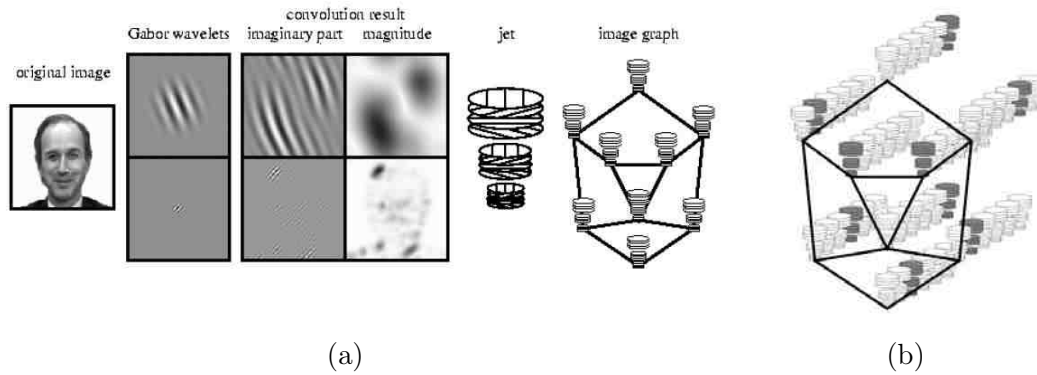 convolution result
Gabor wavelets imaginary part magnitude jet image graph
original image
(a) (b)